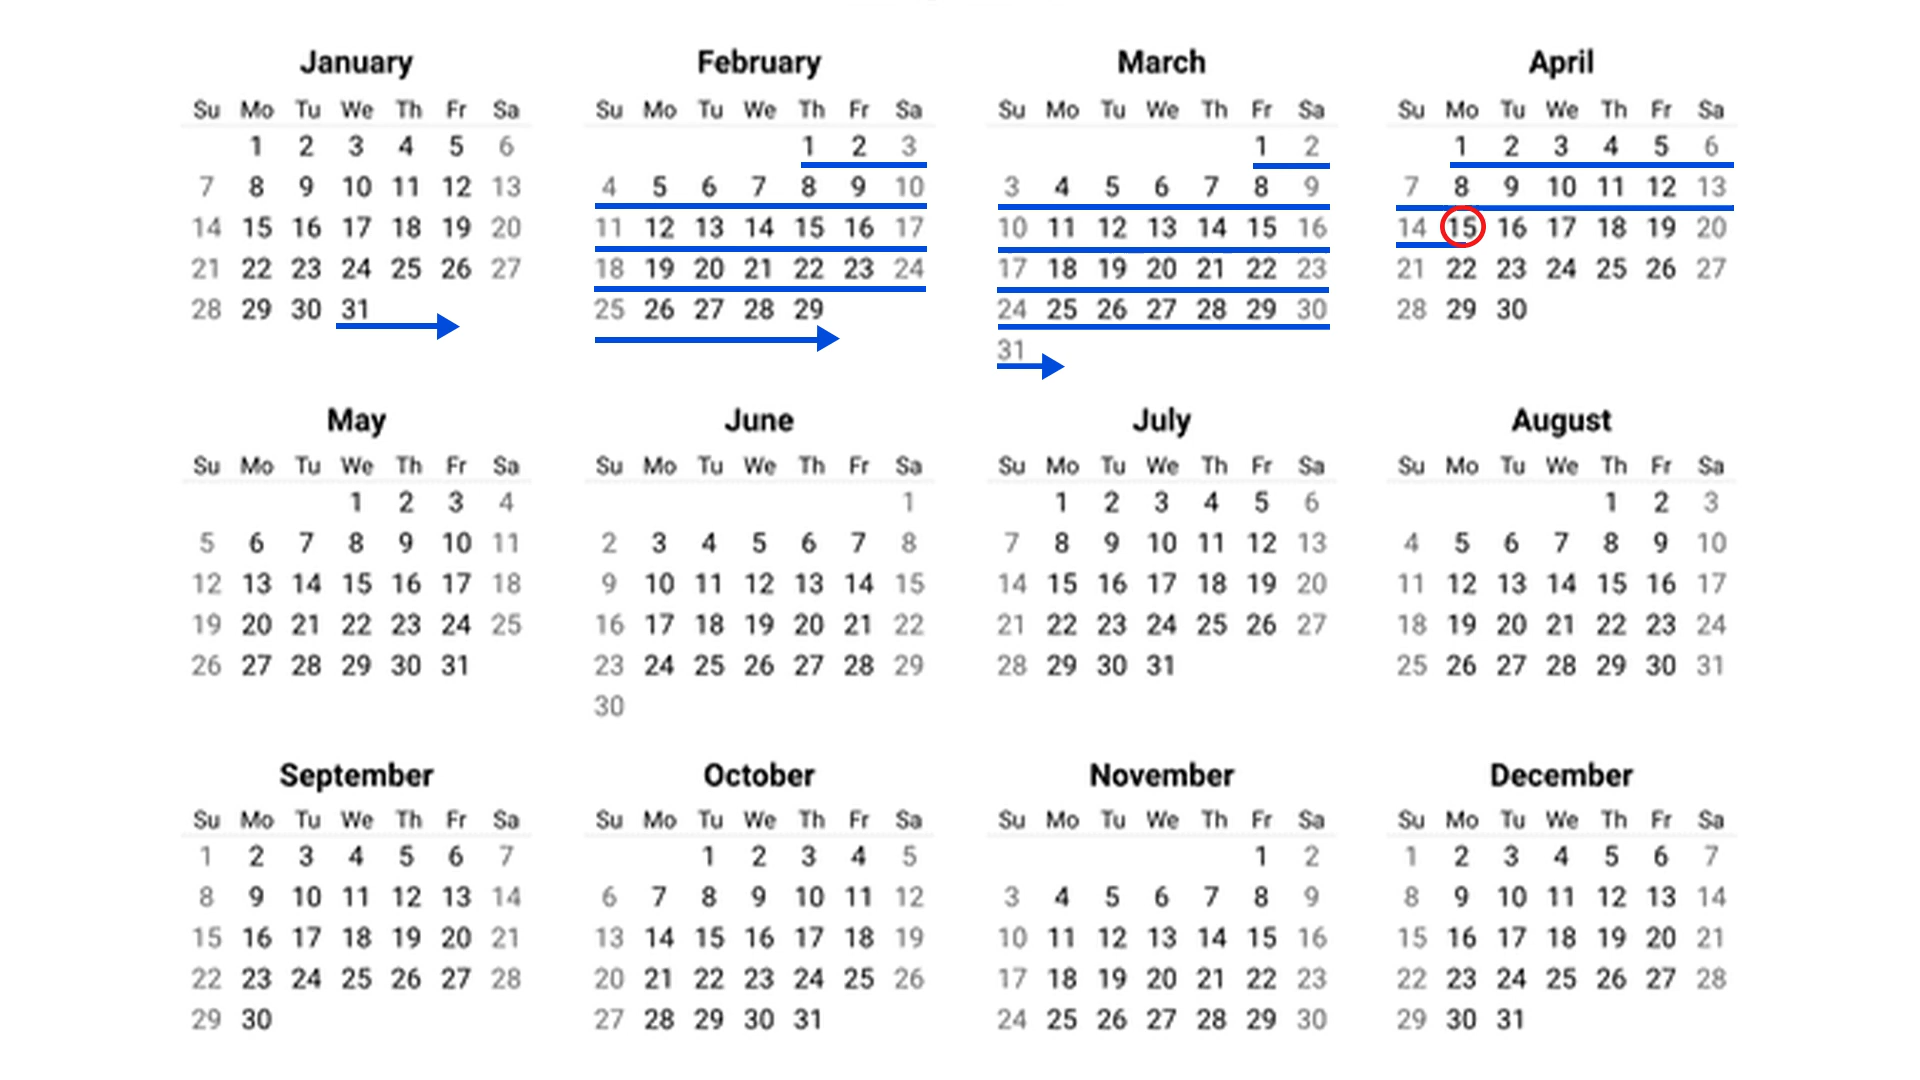 January February March April
Su Mo Tu We Th Fr Sa Su Mo Tu We Th Fr Sa Su Mo Tu We Th Fr Sa Su Mo Tu We Th Fr Sa
1 2 3 4 5 6 1 2 3 1 2 1 2 3 4 5 6
7 8 9 10 11 12 13 4 5 6 7 8 9 10 3 4 5 6 7 8 9 7 8 9 10 11 12 13
14 15 16 17 18 19 20 11 12 13 14 15 16 17 10 11 12 13 14 15 16 14 15 16 17 18 19 20
21 22 23 24 25 26 27 18 19 20 21 22 23 24 17 18 19 20 21 22 23 21 22 23 24 25 26 27
28 29 30 31 25 26 27 28 29 24 25 26 27 28 29 30 28 29 30
31
May June July August
Su Mo Tu We Th Fr Sa Su Mo Tu We Th Fr Sa Su Mo Tu We Th Fr Sa Su Mo Tu We Th Fr Sa
1 2 3 4 1 1 2 3 4 5 6 1 2 3
5 6 7 8 9 10 11 2 3 4 5 6 7 8 7 8 9 10 11 12 13 4 5 6 7 8 9 10
12 13 14 15 16 17 18 9 10 11 12 13 14 15 14 15 16 17 18 19 20 11 12 13 14 15 16 17
19 20 21 22 23 24 25 16 17 18 19 20 21 22 21 22 23 24 25 26 27 18 19 20 21 22 23 24
26 27 28 29 30 31 23 24 25 26 27 28 29 28 29 30 31 25 26 27 28 29 30 31
30
September October November December
Su Mo Tu We Th Fr Sa Su Mo Tu We Th Fr Sa Su Mo Tu We Th Fr Sa Su Mo Tu We Th Fr Sa
1 2 3 4 5 6 7 1 2 3 4 5 1 2 1 2 3 4 5 6 7
8 9 10 11 12 13 14 6 7 8 9 10 11 12 3 4 5 6 7 8 9 8 9 10 11 12 13 14
15 16 17 18 19 20 21 13 14 15 16 17 18 19 10 11 12 13 14 15 16 15 16 17 18 19 20 21
22 23 24 25 26 27 28 20 21 22 23 24 25 26 17 18 19 20 21 22 23 22 23 24 25 26 27 28
29 30 27 28 29 30 31 24 25 26 27 28 29 30 29 30 31